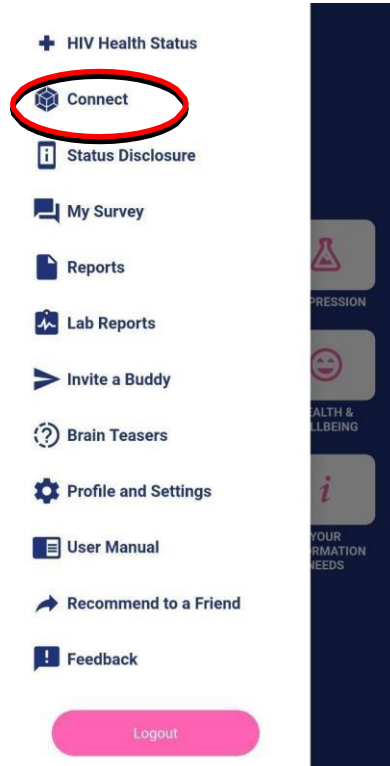 HIV Health Status
Connect
Status Disclosure
My Survey
Reports
Lab Reports
Invite a Buddy
Brain Teasers
Profile and Settings
User Manual
Recommend to a Friend
Feedback
Logout
PRESSION
EALTH &
LLBEING
YOUR
RMATION
NEEDS